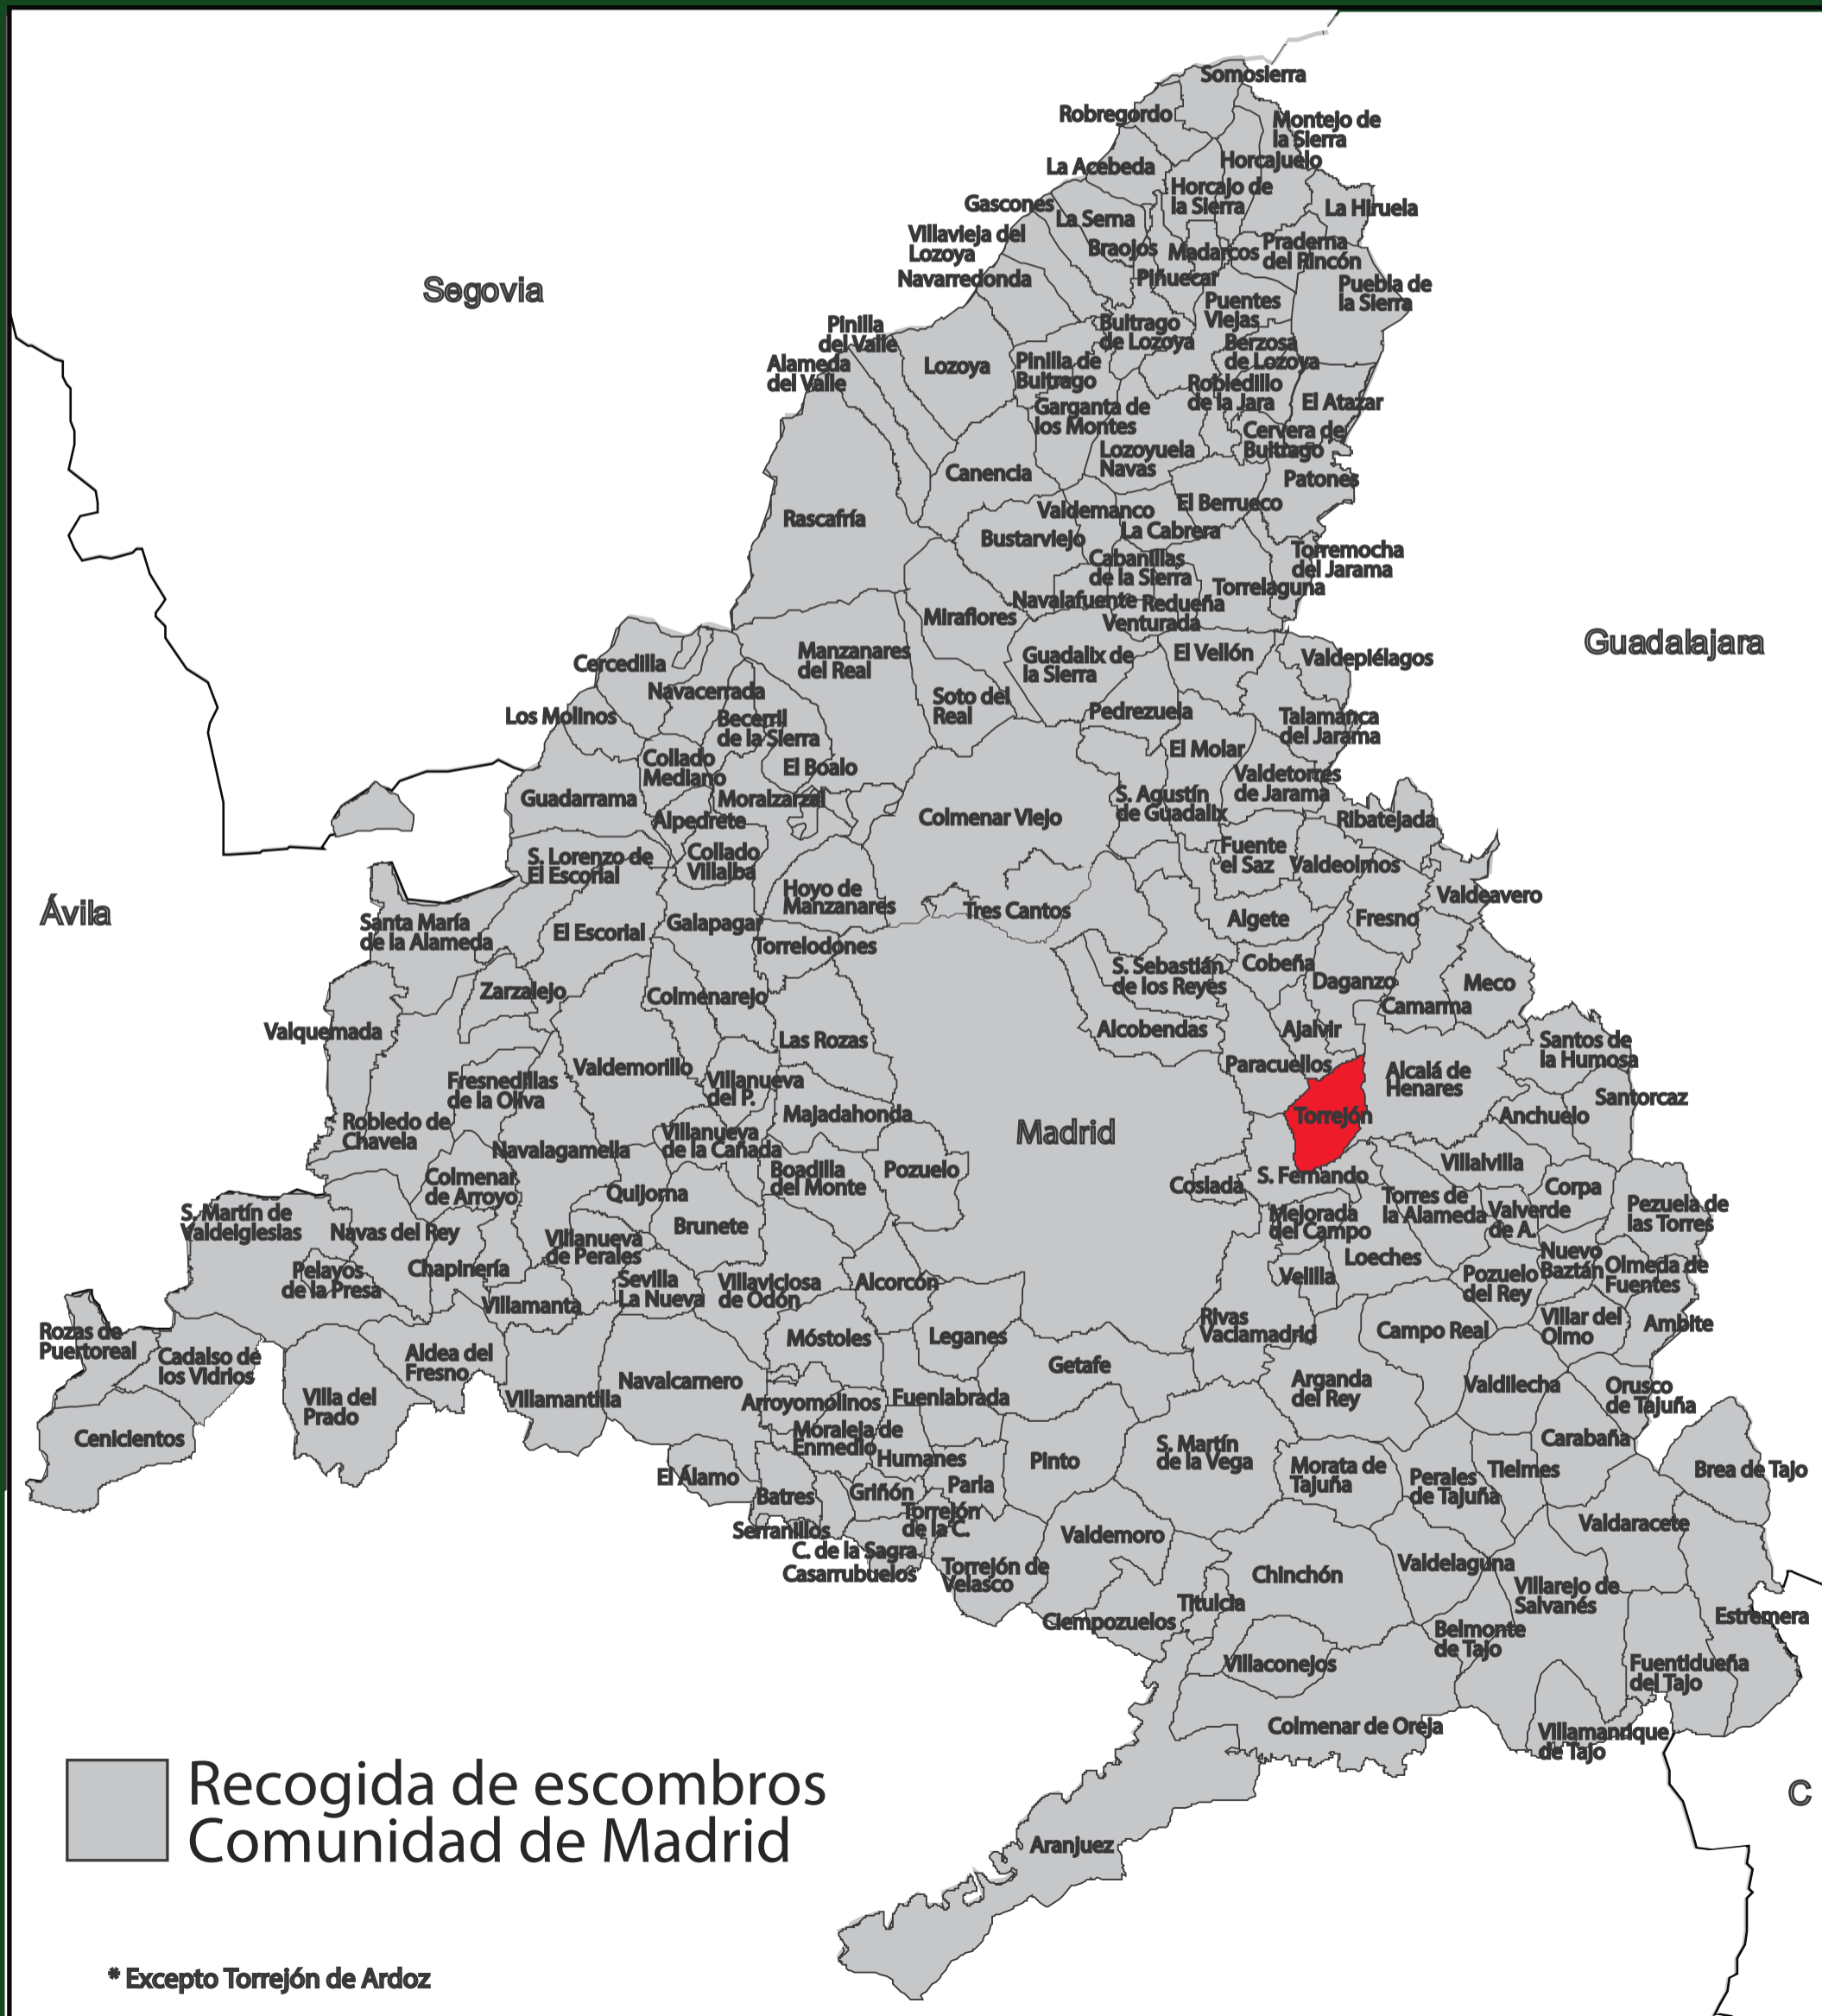 Somosierra
Robregordo
Montejo de
la Sierra
La Acebeda
Horcajuelo
Horcajo de
la Sierra
Gascones
La Serna
La Hiruela
Villavieja del
Lozoya
Braojos
Madarcos
Praderna
del Rincón
Navarredonda
Piñuecar
Puebla de
la Sierra
Segovia
Puentes
Viejas
Pinilla
del Valle
Buitrago
de Lozoya
Berzosa
de Lozoya
Alameda
del Valle
Lozoya
Pinilla de
Buitrago
Robledillo
de la Jara
El Atazar
Garganta de
los Montes
Cervera de
Buitrago
Lozoyuela
Navas
Canencia
Patones
Rascafría
Valdemanco
El Berrueco
Bustarviejo
La Cabrera
Torremocha
del Jarama
Cabanillas
de la Sierra
Torrelaguna
Navalafuente
Redueña
Miraflores
Venturada
Guadalajara
Manzanares
del Real
Guadalix de
la Sierra
El Vellón
Valdepiélagos
Cercedilla
Navacerrada
Soto del
Real
Los Molinos
Becerril
de la Sierra
Pedrezuela
Talamanca
del Jarama
Collado
Mediano
El Boalo
El Molar
Valdetorres
de Jarama
Guadarrama
Moralzarzal
S. Agustín
de Guadalix
Alpedrete
Colmenar Viejo
Ribatejada
S. Lorenzo de
El Escorial
Collado
Villalba
Fuente
el Saz
Valdeolmos
Hoyo de
Manzanares
Valdeavero
Ávila
Tres Cantos
Algete
Fresno
Santa María
de la Alameda
El Escorial
Galapagar
Torrelodones
S. Sebastián
de los Reyes
Cobeña
Daganzo
Meco
Zarzalejo
Colmenarejo
Camarma
Valquemada
Las Rozas
Alcobendas
Ajalvir
Santos de
la Humosa
Valdemorillo
Paracuellos
Alcalá de
Henares
Fresnedillas
de la Oliva
Villanueva
del P.
Santorcaz
Majadahonda
Torrejón
Anchuelo
Robledo de
Chavela
Madrid
Navalagamella
Villanueva
de la Cañada
Villalvilla
Boadilla
del Monte
Pozuelo
Colmenar
de Arroyo
Coslada
S. Fernando
Corpa
Quijorna
Torres de
la Alameda
Valverde
de A.
Pezuela de
las Torres
S. Martín de
Valdeiglesias
Navas del Rey
Brunete
Mejorada
del Campo
Villanueva
de Perales
Loeches
Nuevo
Baztán
Olmeda de
Fuentes
Pelayos
de la Presa
Chapinería
Sevilla
La Nueva
Villaviciosa
de Odón
Alcorcón
Velilla
Pozuelo
del Rey
Villamanta
Rozas de
Puertoreal
Móstoles
Leganes
Rivas
Vaciamadrid
Campo Real
Villar del
Olmo
Ambite
Cadalso de
los Vidrios
Aldea del
Fresno
Getafe
Navalcarnero
Arganda
del Rey
Valdilecha
Orusco
de Tajuña
Villa del
Prado
Villamantilla
Arroyomolinos
Fuenlabrada
Cenicientos
Moraleja de
Enmedio
Humanes
Pinto
S. Martín
de la Vega
Carabaña
El Álamo
Morata de
Tajuña
Perales
de Tajuña
Tielmes
Brea de Tajo
Batres
Griñón
Parla
Serranillos
Torrejón
de la C.
Valdemoro
Valdaracete
C. de la Sagra
Casarrubuelos
Torrejón de
Velasco
Chinchón
Valdelaguna
Villarejo de
Salvanés
Titulcia
Ciempozuelos
Estremera
Belmonte
de Tajo
Villaconejos
Fuentidueña
del Tajo
Colmenar de Oreja
Villamanrique
de Tajo
Recogida de escombros
Comunidad de Madrid
C
Aranjuez
* Excepto Torrejón de Ardoz